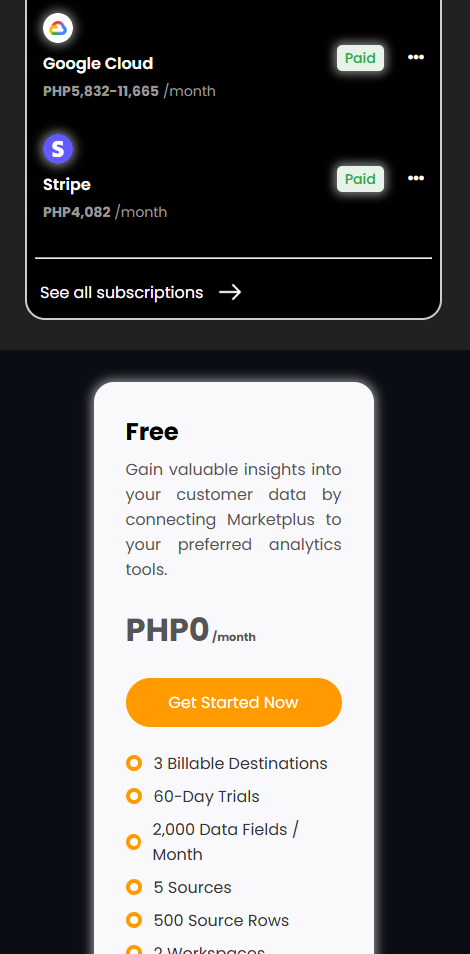 Google Cloud
PHP5,832-11,665 /month
Paid
•••
S
Stripe
PHP4,082 /month
Paid
•••
See all subscriptions →
Free
Gain valuable insights into
your customer data by
connecting Marketplus to
your preferred analytics
tools.
PHP0/month
Get Started Now
3 Billable Destinations
60-Day Trials
2,000 Data Fields /
Month
5 Sources
500 Source Rows
2 Workspaces